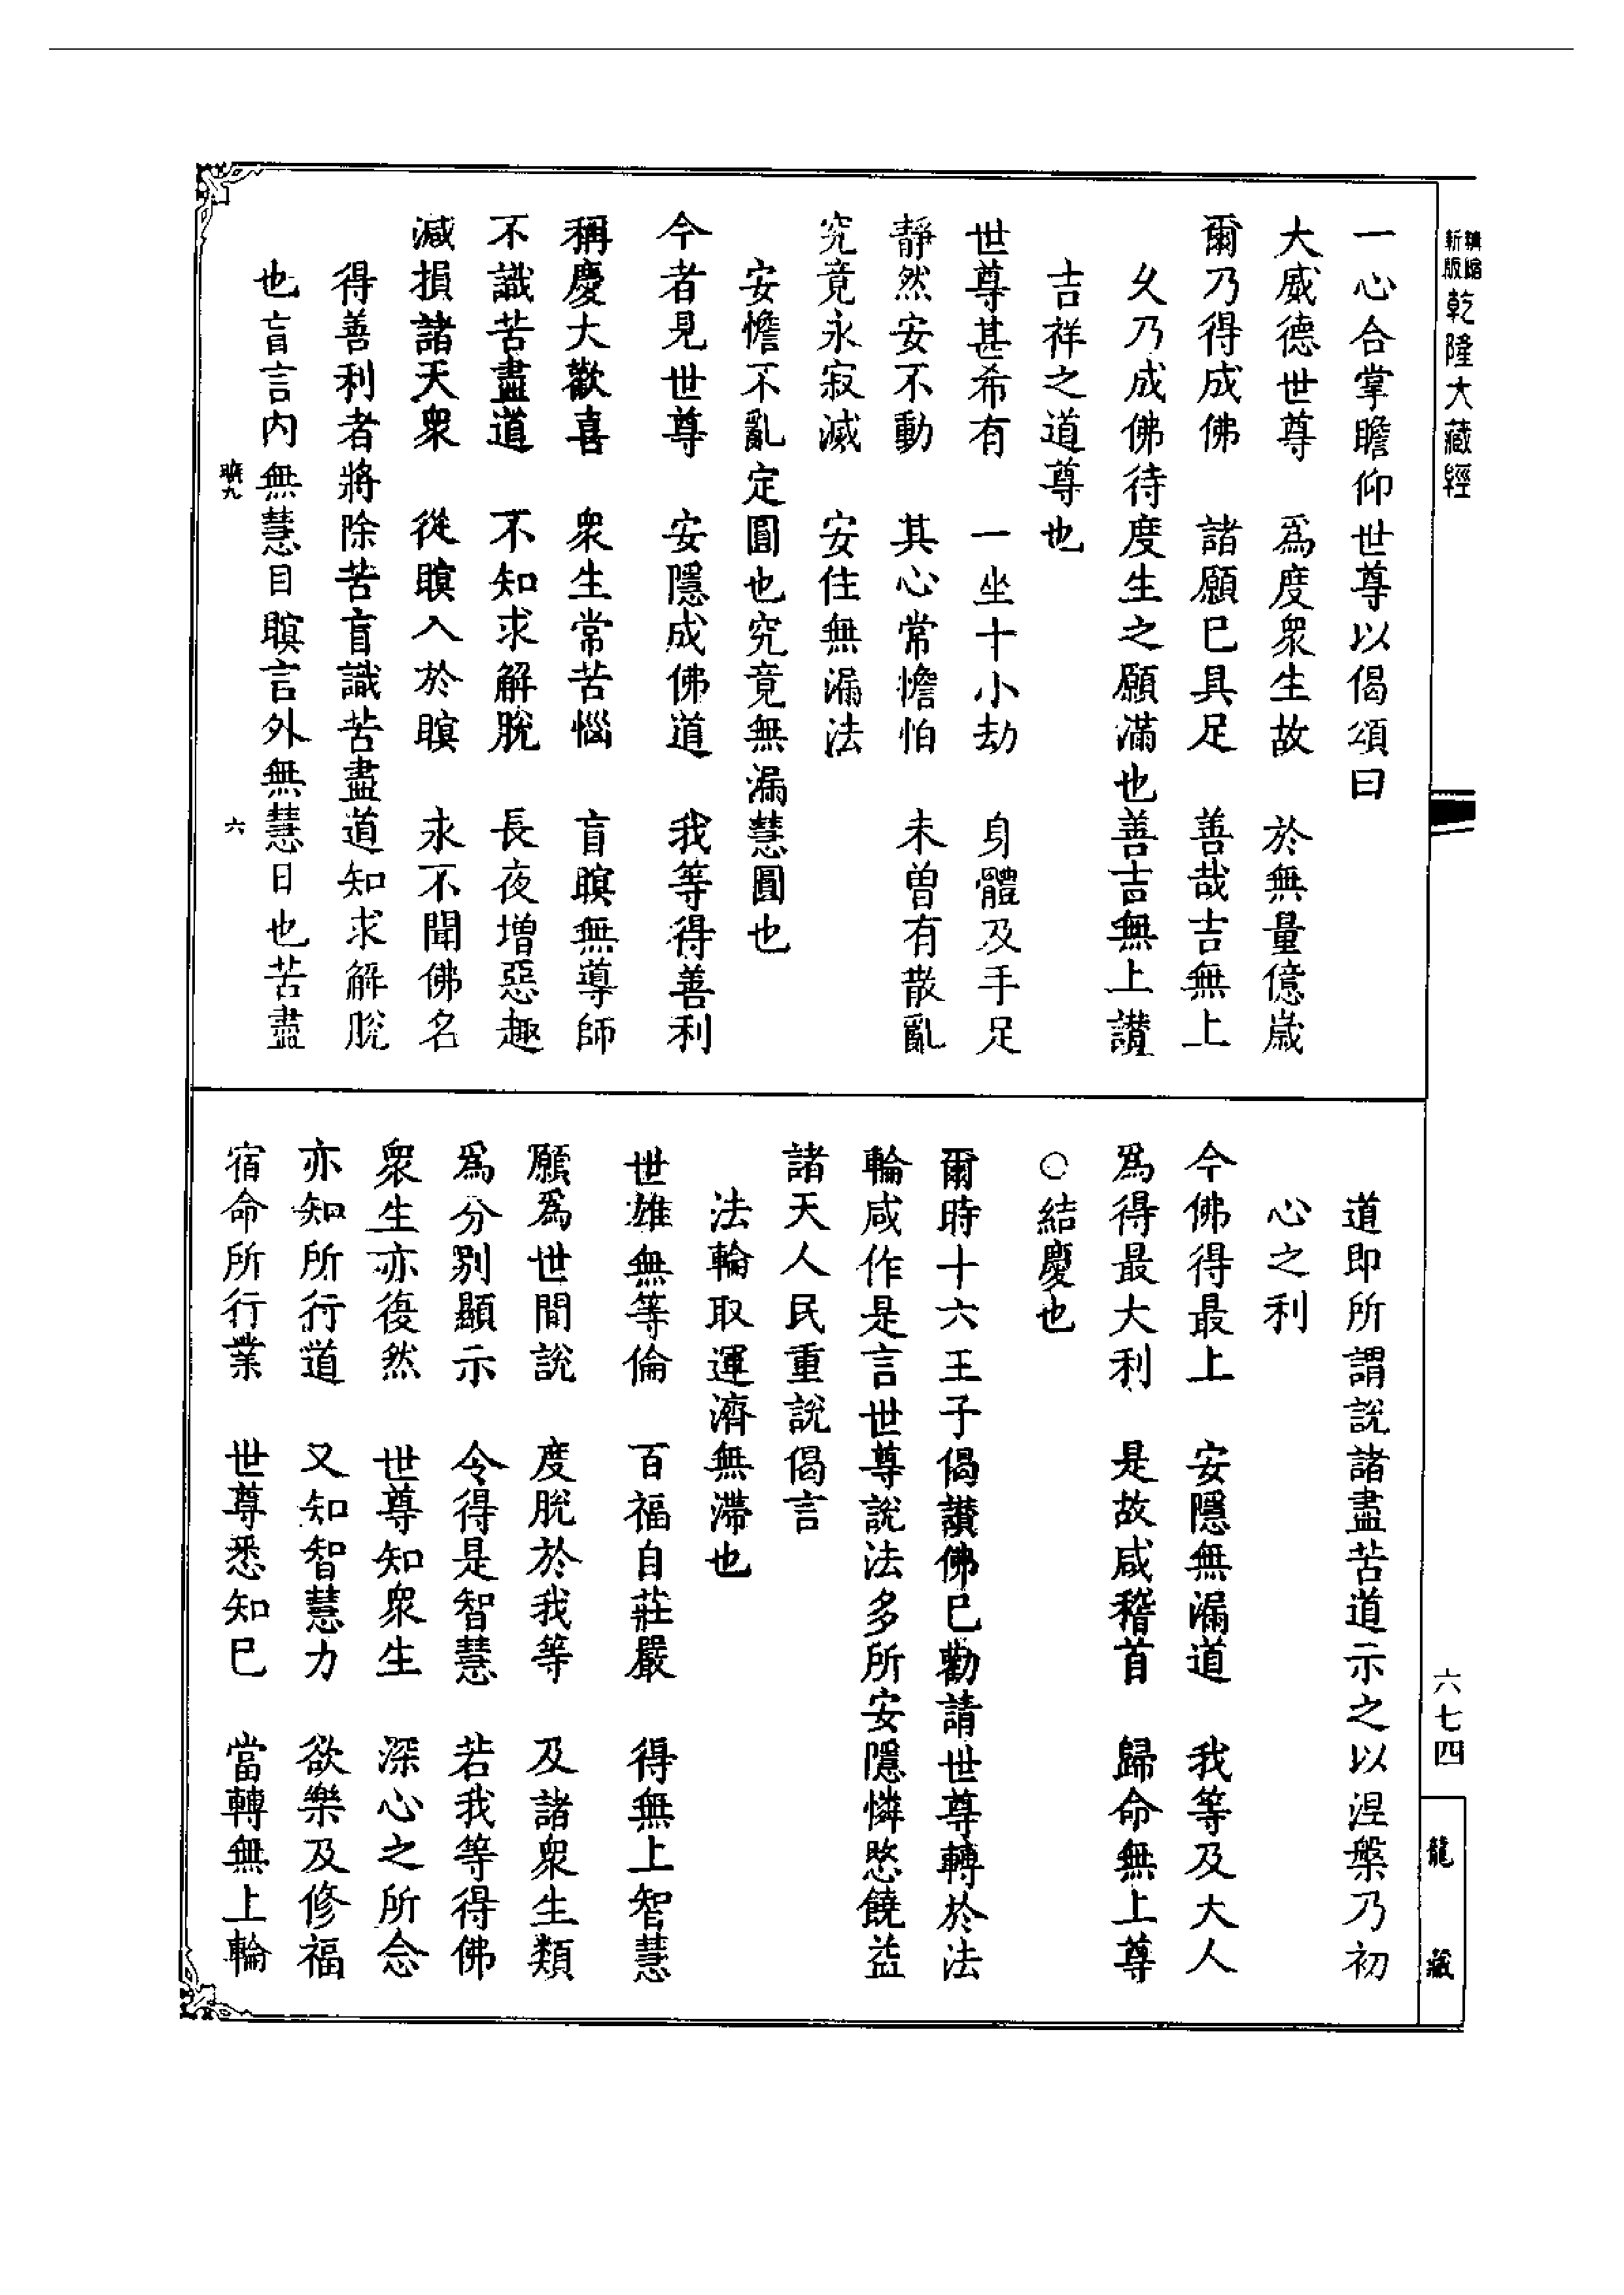 新版
乾隆大藏經
一心合掌瞻仰世尊以偈頌曰
大威德世尊　爲度衆生故　於無量億歲
爾乃得成佛　諸願已具足　善哉吉無上
久乃成佛待度生之願滿也善吉無上讚
吉祥之道尊也
世尊甚希有　一坐十小劫　身體及手足
靜然安不動　其心常憺怕　未曾有散亂
究竟永寂滅　安住無漏法
安憺不亂定圓也究竟無漏慧圓也
今者見世尊　安隱成佛道　我等得善利
稱慶大歡喜　衆生常苦惱　盲瞑無導師
不識苦盡道　不知求解脫　長夜增惡趣
減損諸天衆　從瞑入於瞑　永不聞佛名
得善利者將除苦盲識苦盡道知求解脫
也盲言內無慧目瞑言外無慧日也苦盡
六
道即所謂說諸盡苦道示之以涅槃乃初
心之利
今佛得最上　安隱無漏道　我等及大人
爲得最大利　是故咸稽首　歸命無上尊
○結慶也
爾時十六王子偈讚佛已勸請世尊轉於法
輪咸作是言世尊說法多所安隱憐愍饒益
諸天人民重說偈言
法輪取運濟無滯也
世雄無等倫　百福自莊嚴　得無上智慧
願爲世間說　度脫於我等　及諸衆生類
爲分別顯示　令得是智慧　若我等得佛
衆生亦復然　世尊知衆生　深心之所念
亦知所行道　又知智慧力　欲樂及修福
宿命所行業　世尊悉知已　當轉無上輪
六七四
龍藏